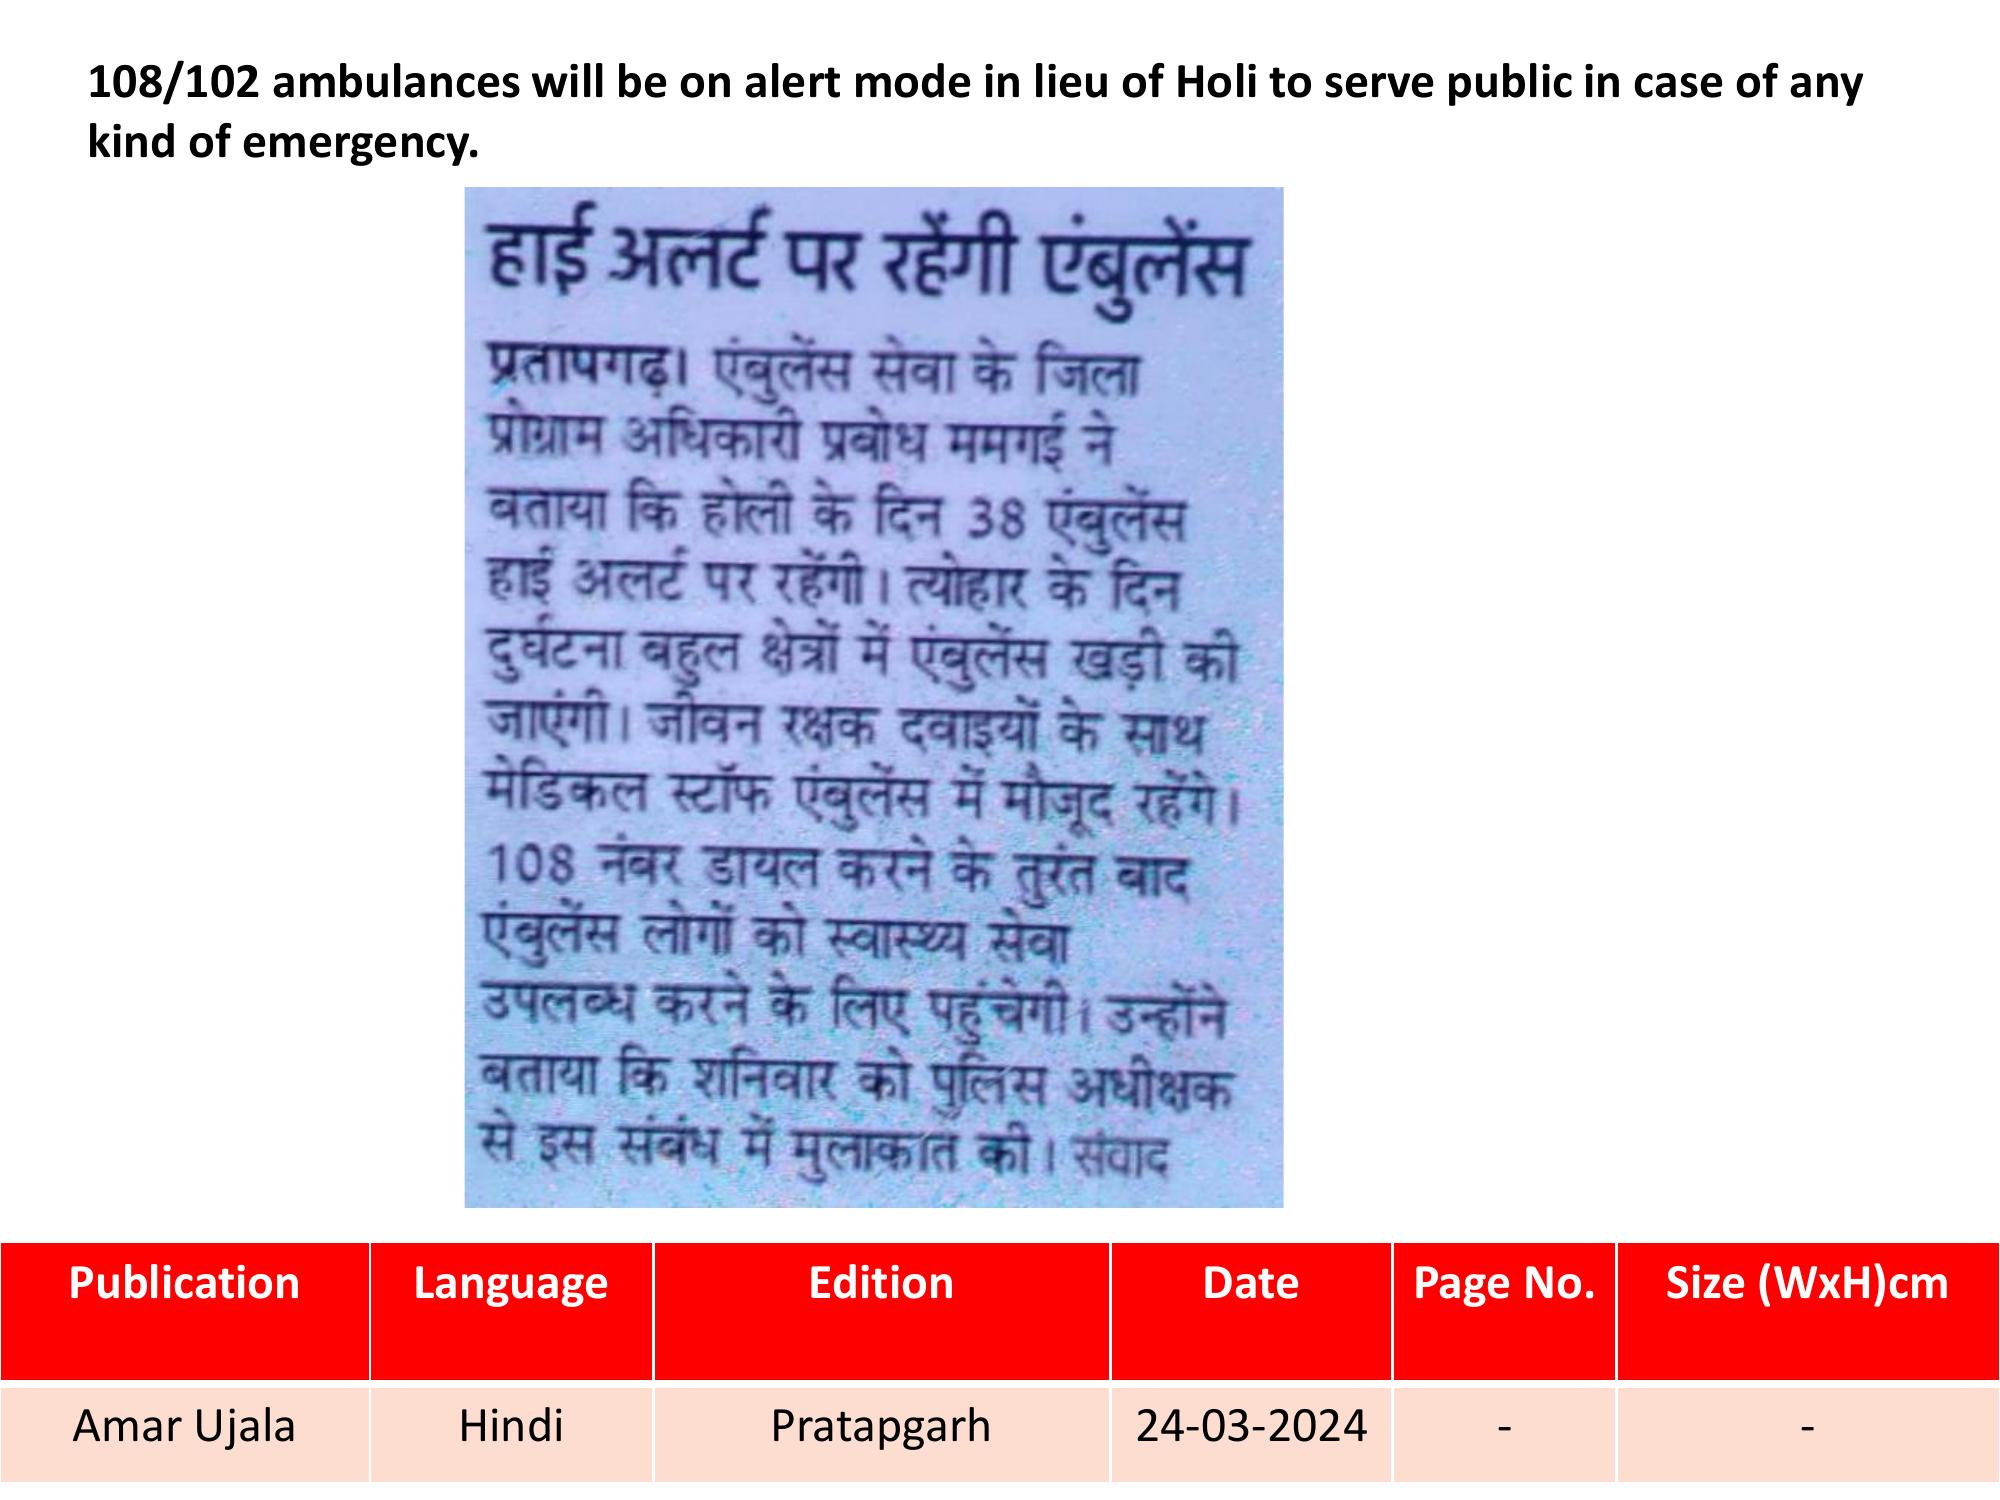 108/102 ambulances will be on alert mode in lieu of Holi to serve public in case of any
kind of emergency.
हाई अलर्ट पर रहेंगी एंबुलेंस
प्रतापगढ़। एंबुलेंस सेवा के जिला
प्रोग्राम अधिकारी प्रबोध ममगई ने
बताया कि होली के दिन 38 एंबुलेंस
हाई अलर्ट पर रहेंगी। त्योहार के दिन
दुर्घटना बहुल क्षेत्रों में एंबुलेंस खड़ी की
जाएंगी। जीवन रक्षक दवाइयों के साथ
मेडिकल स्टॉफ एंबुलेंस में मौजूद रहेंगे।
108 नंबर डायल करने के तुरंत बाद
एंबुलेंस लोगों को स्वास्थ्य सेवा
उपलब्ध करने के लिए पहुंचेगी। उन्होंने
बताया कि शनिवार को पुलिस अधीक्षक
से इस संबंध में मुलाकात की। संवाद
Publication Language Edition Date Page No. Size (WxH)cm
Amar Ujala Hindi Pratapgarh 24-03-2024 - -